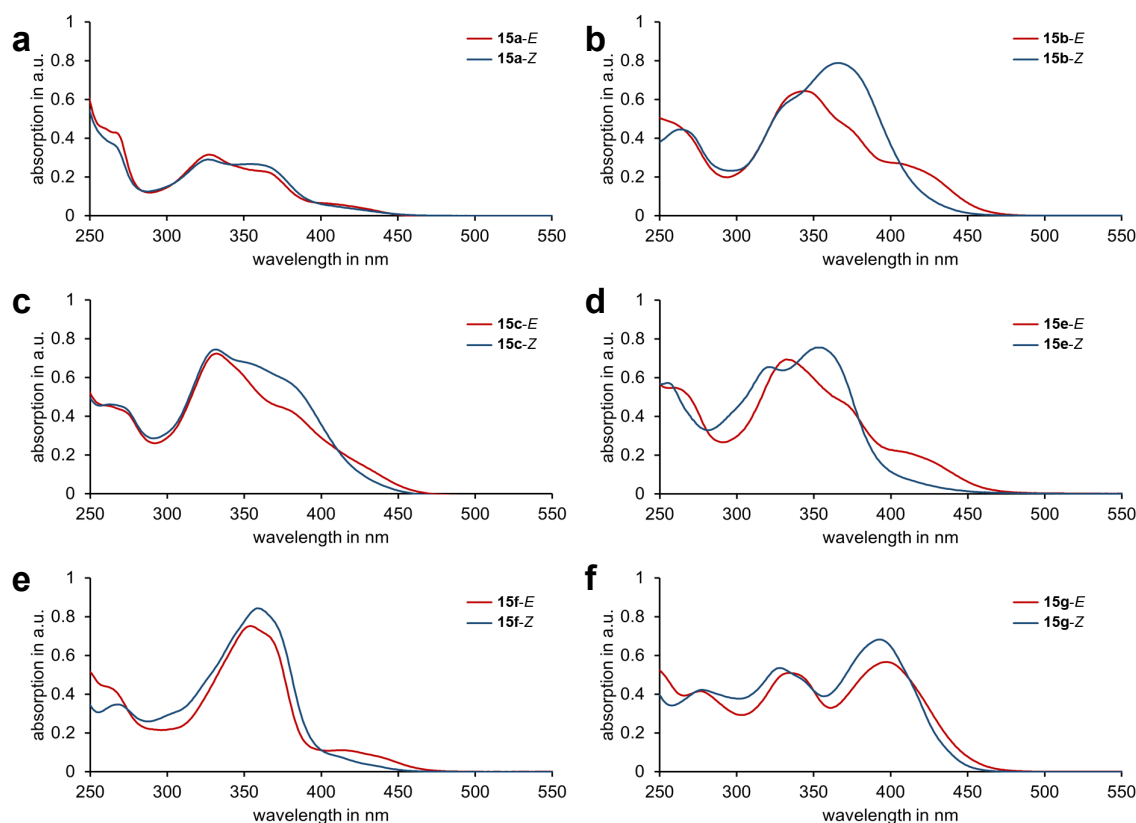 a
15a-E
15a-Z
absorption in a.u.
1
0.8
0.6
0.4
0.2
0
250 300 350 400 450 500 550
wavelength in nm
b
15b-E
15b-Z
absorption in a.u.
1
0.8
0.6
0.4
0.2
0
250 300 350 400 450 500 550
wavelength in nm
c
15c-E
15c-Z
absorption in a.u.
1
0.8
0.6
0.4
0.2
0
250 300 350 400 450 500 550
wavelength in nm
d
15e-E
15e-Z
absorption in a.u.
1
0.8
0.6
0.4
0.2
0
250 300 350 400 450 500 550
wavelength in nm
e
15f-E
15f-Z
absorption in a.u.
1
0.8
0.6
0.4
0.2
0
250 300 350 400 450 500 550
wavelength in nm
f
15g-E
15g-Z
absorption in a.u.
1
0.8
0.6
0.4
0.2
0
250 300 350 400 450 500 550
wavelength in nm